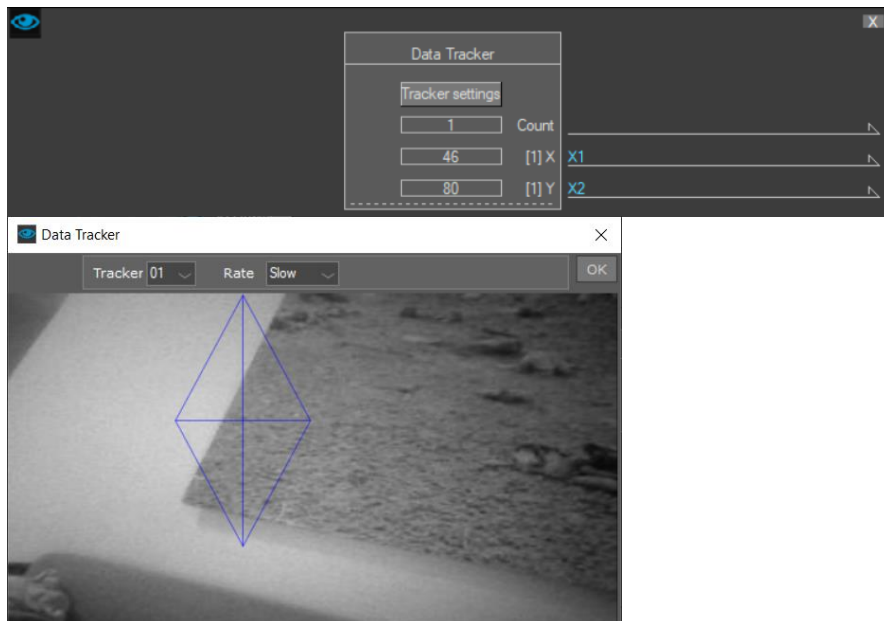 X
Data Tracker
Tracker settings
1 Count
46 [1] X X1
80 [1] Y X2
Data Tracker
Tracker 01 Rate Slow OK